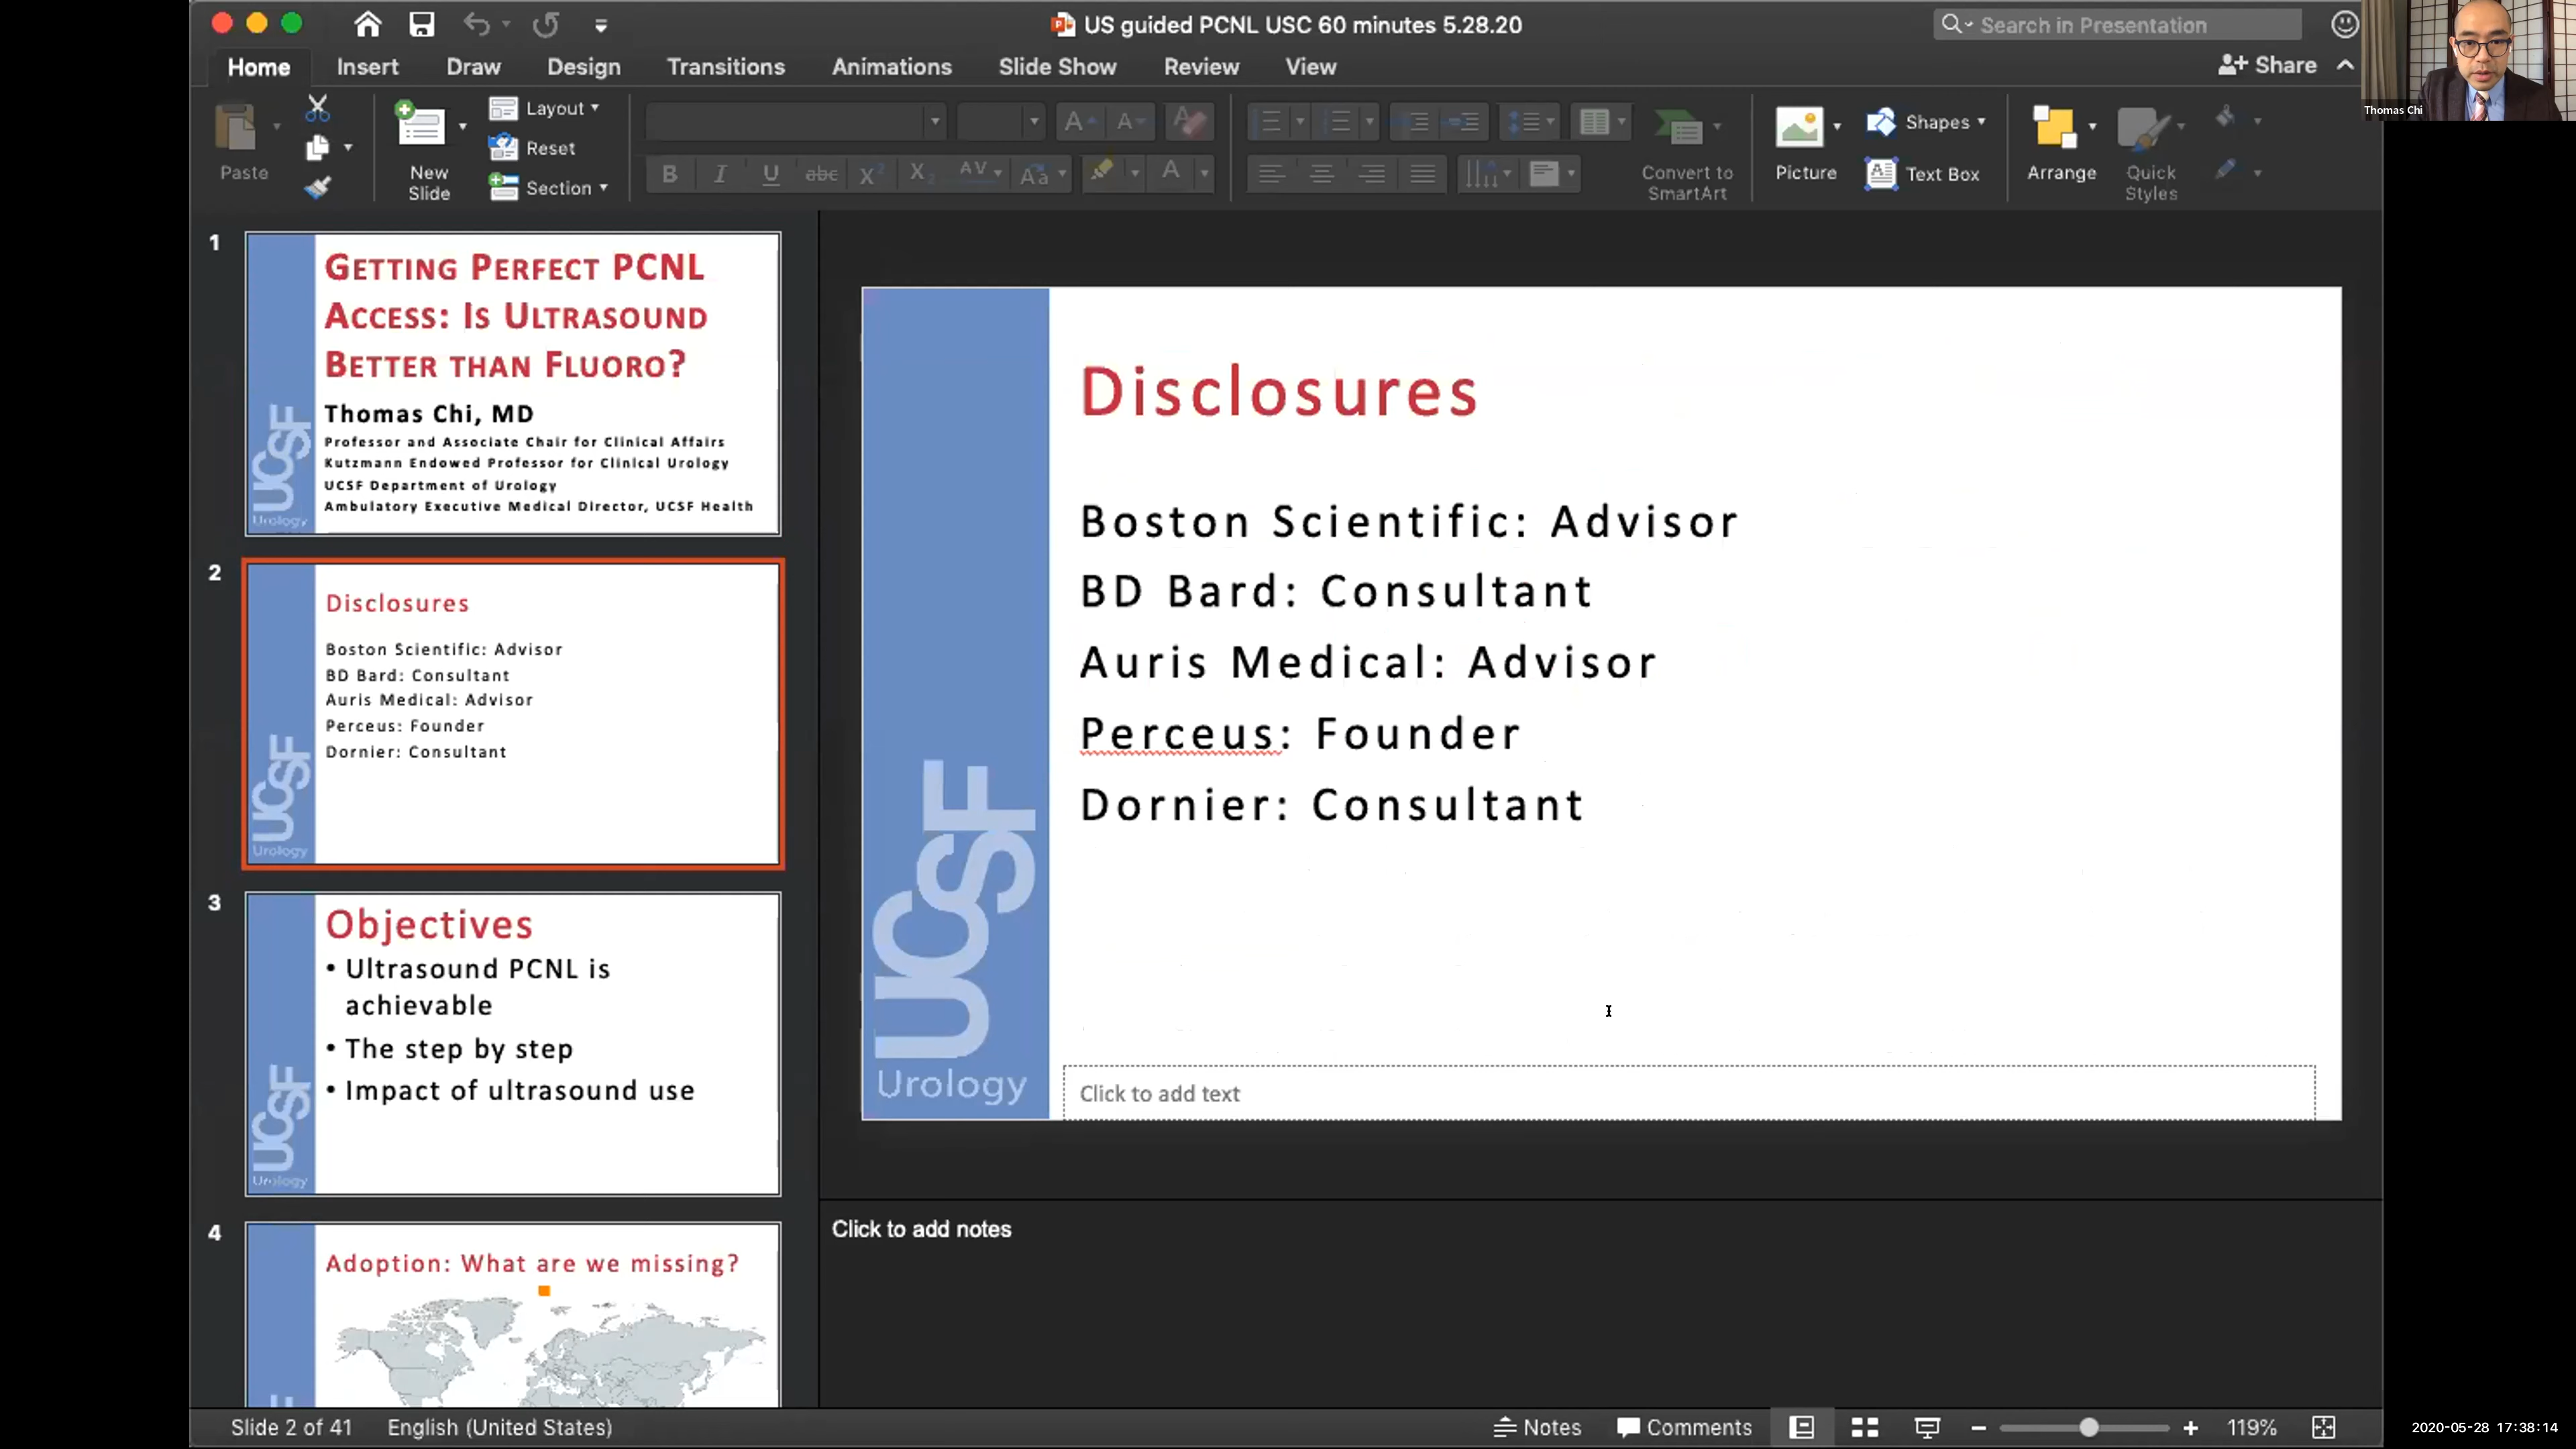 US guided PCNL USC 60 minutes 5.28.20
Search in Presentation
Home Insert Draw Design Transitions Animations Slide Show Review View
Share
Thomas Chi
Paste
New Slide
Layout
Reset
Section
Convert to SmartArt
Picture
Shapes
Text Box
Arrange
Quick Styles
1
GETTING PERFECT PCNL
ACCESS: IS ULTRASOUND
BETTER THAN FLUORO?
Thomas Chi, MD
Professor and Associate Chair for Clinical Affairs
Kutzmann Endowed Professor for Clinical Urology
UCSF Department of Urology
Ambulatory Executive Medical Director, UCSF Health
UCSF
Urology
2
Disclosures
Boston Scientific: Advisor
BD Bard: Consultant
Auris Medical: Advisor
Perceus: Founder
Dornier: Consultant
UCSF
Urology
3
Objectives
• Ultrasound PCNL is
achievable
• The step by step
• Impact of ultrasound use
UCSF
Urology
4
Adoption: What are we missing?
Disclosures
Boston Scientific: Advisor
BD Bard: Consultant
Auris Medical: Advisor
Perceus: Founder
Dornier: Consultant
UCSF
Urology
Click to add text
Click to add notes
Slide 2 of 41 English (United States)
Notes Comments 119%
2020-05-28 17:38:14